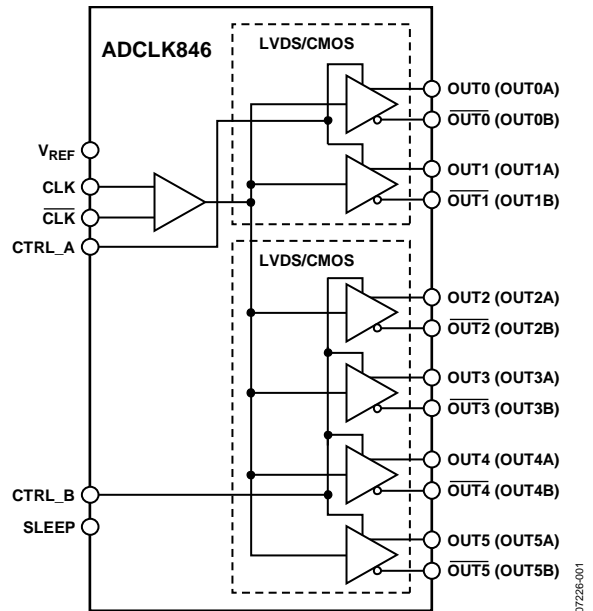 ADCLK846
LVDS/CMOS
OUT0 (OUT0A)
OUT0 (OUT0B)
VREF
OUT1 (OUT1A)
CLK
OUT1 (OUT1B)
CLK
CTRL_A
LVDS/CMOS
OUT2 (OUT2A)
OUT2 (OUT2B)
OUT3 (OUT3A)
OUT3 (OUT3B)
OUT4 (OUT4A)
CTRL_B
OUT4 (OUT4B)
SLEEP
OUT5 (OUT5A)
OUT5 (OUT5B)
07226-001